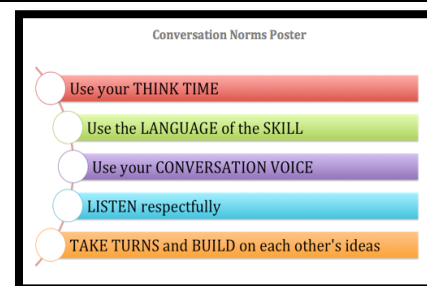 Conversation Norms Poster
Use your THINK TIME
Use the LANGUAGE of the SKILL
Use your CONVERSATION VOICE
LISTEN respectfully
TAKE TURNS and BUILD on each other's ideas